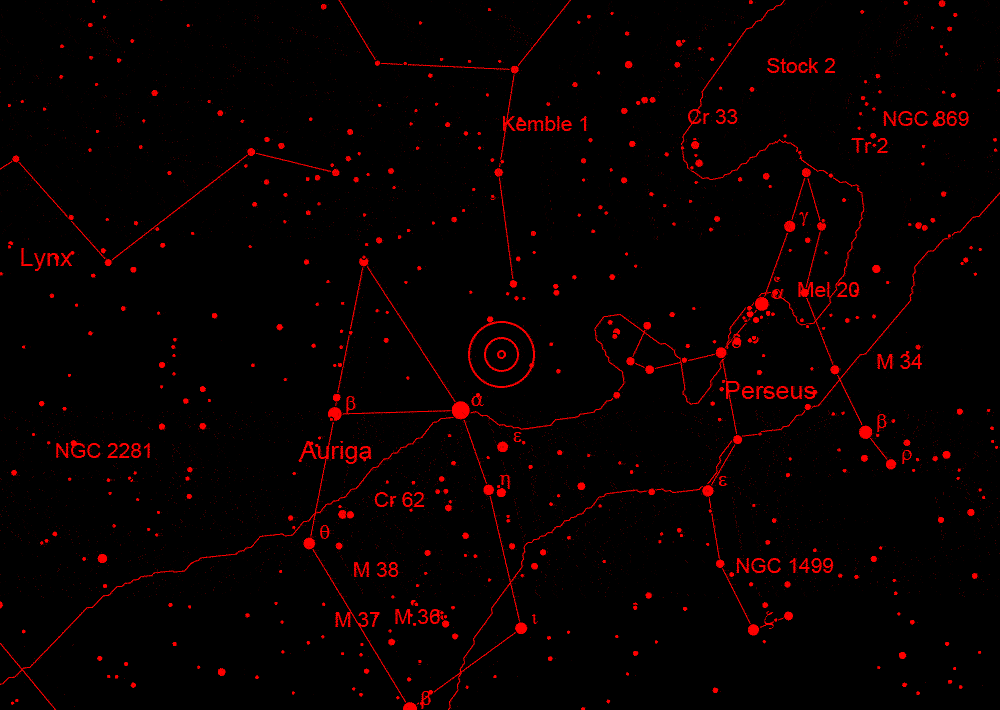 Stock 2
Kemble 1
Cr 33
NGC 869
Tr 2
γ
Lynx
α
Mel 20
δ
M 34
Perseus
β
α
β
ε
Auriga
NGC 2281
ρ
η
ε
Cr 62
θ
M 38
NGC 1499
M 37
M 36
ι
ζ
β